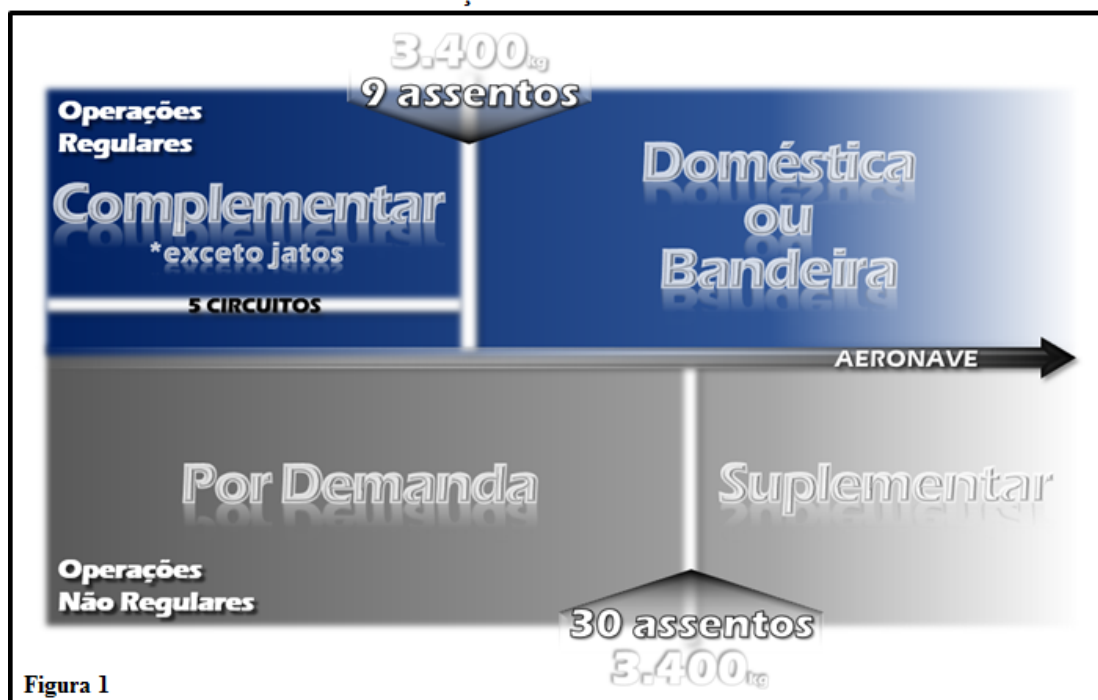 3.400kg
9 assentos
Operações
Regulares
Complementar
*exceto jatos
5 CIRCUITOS
Doméstica
ou
Bandeira
AERONAVE
Por Demanda
Suplementar
Operações
Não Regulares
30 assentos
3.400kg
Figura 1